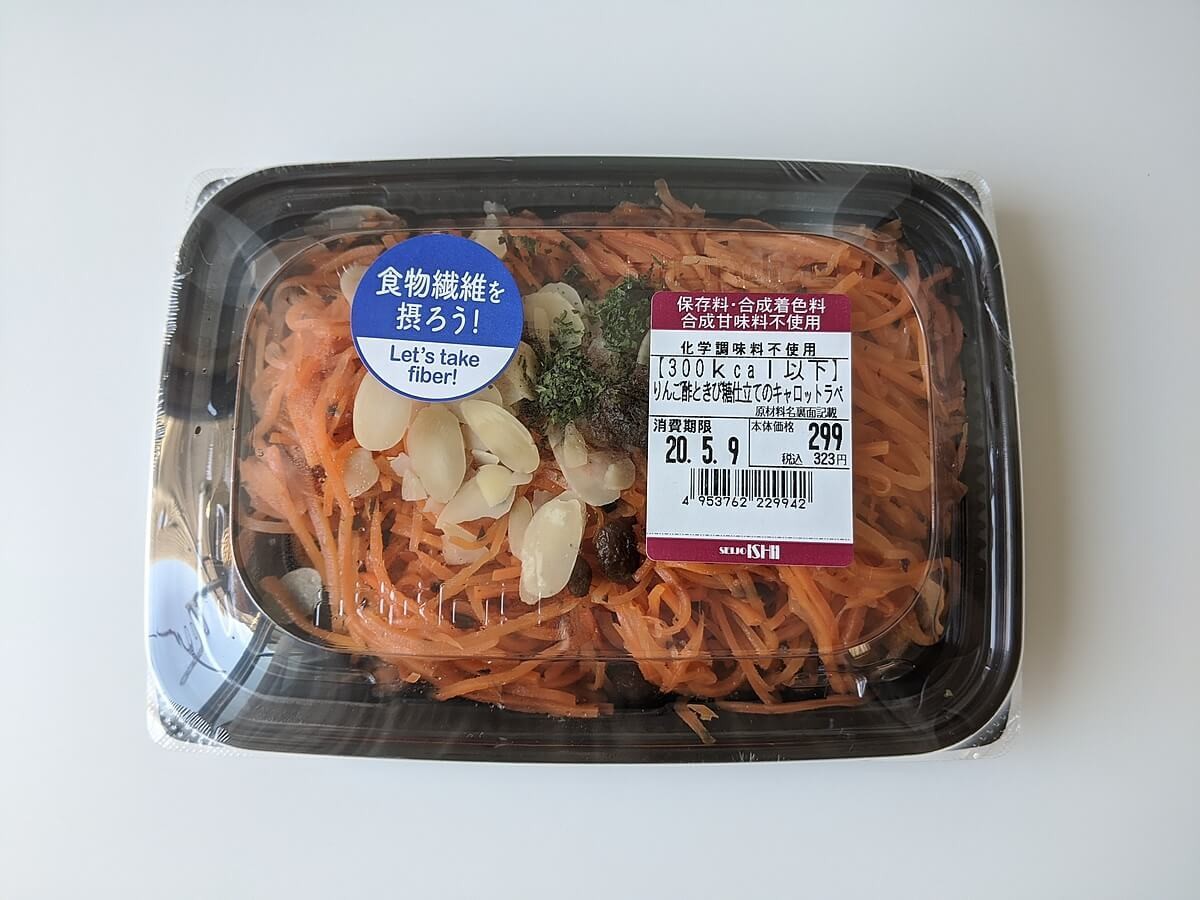 食物繊維を
摂ろう!
Let's take
fiber!
保存料・合成着色料
合成甘味料不使用
化学調味料不使用
【300kcal以下】
りんご酢ときび糖仕立てのキャロットラペ
原材料名裏面記載
消費期限
20.5.9
本体価格
299
税込 323円
4 953762 229942
SEIJO ISHII